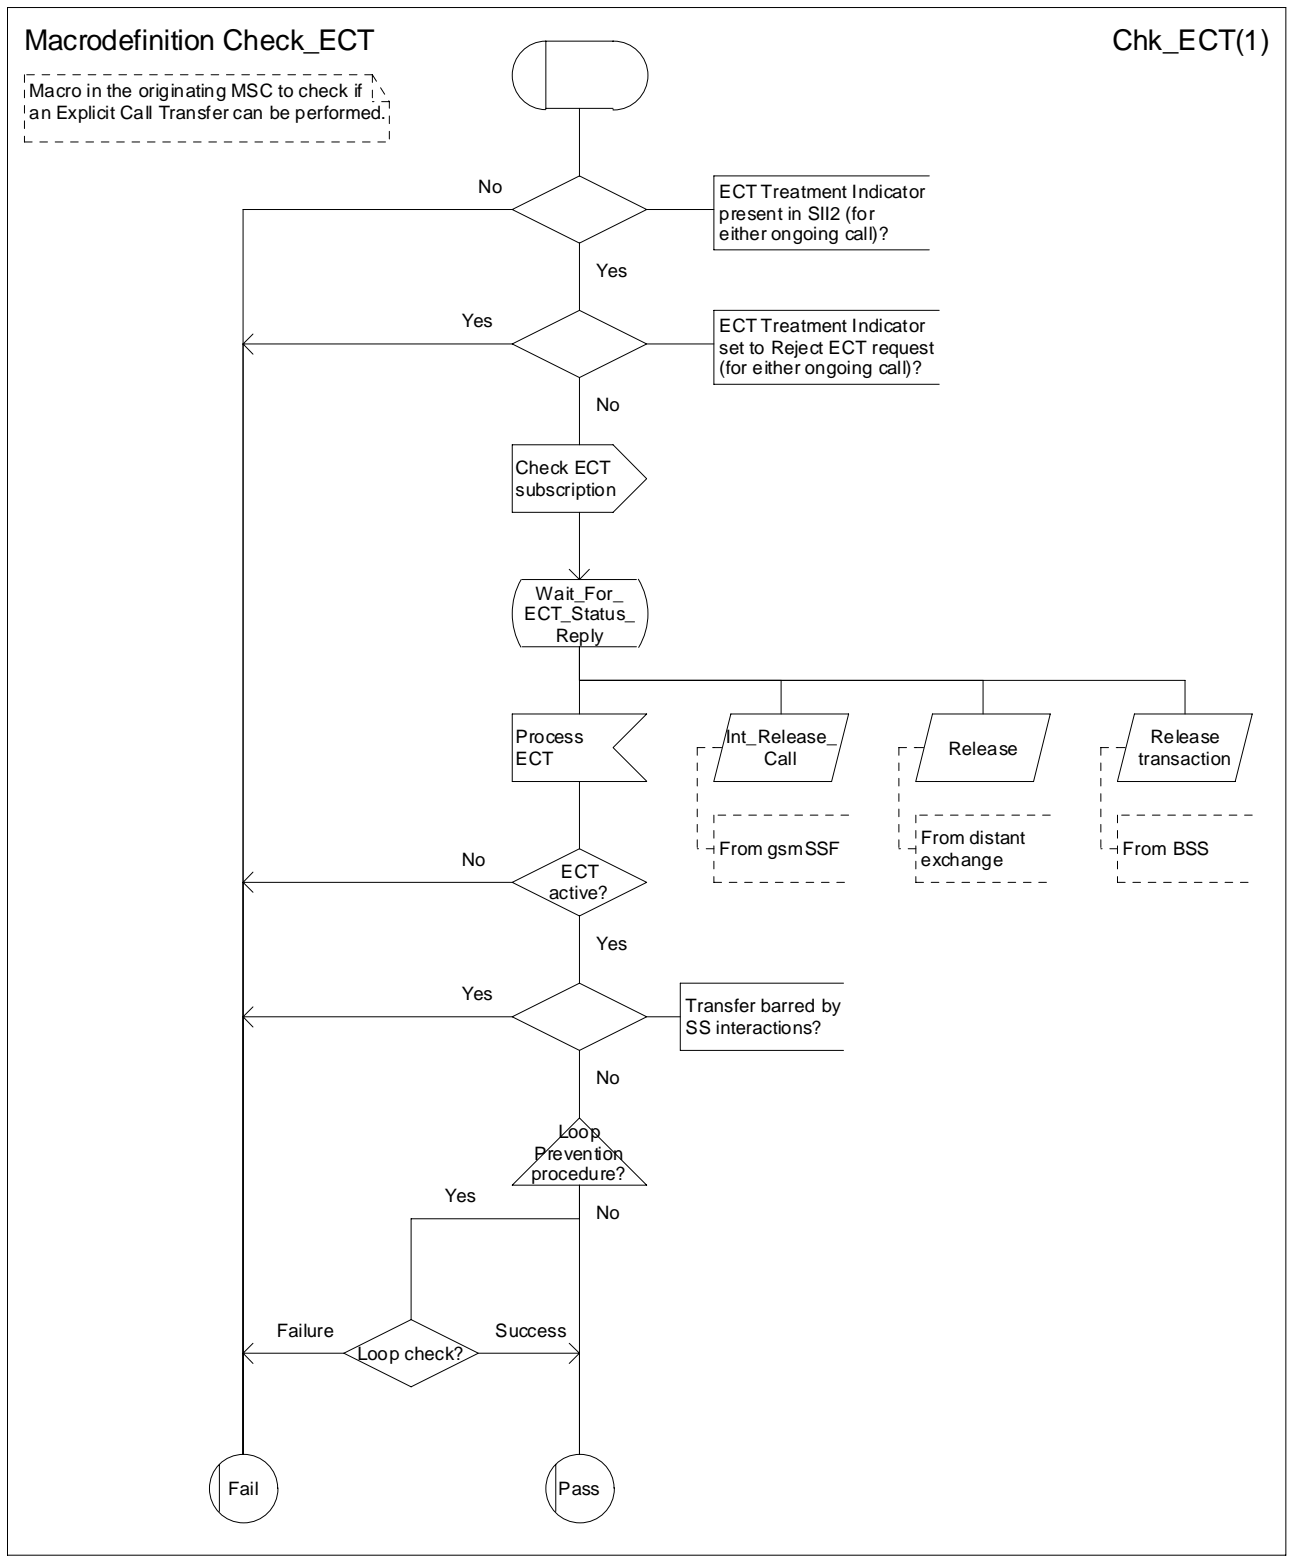 Macrodefinition Check_ECT
Chk_ECT(1)
Macro in the originating MSC to check if
an Explicit Call Transfer can be performed.
No
ECT Treatment Indicator
present in SII2 (for
either ongoing call)?
Yes
Yes
ECT Treatment Indicator
set to Reject ECT request
(for either ongoing call)?
No
Check ECT
subscription
Wait_For_
ECT_Status_
Reply
Process
ECT
Int_Release_
Call
Release
Release
transaction
From gsmSSF
From distant
exchange
From BSS
No
ECT
active?
Yes
Yes
Transfer barred by
SS interactions?
No
Loop
Prevention
procedure?
Yes
No
Failure
Success
Loop check?
Fail
Pass